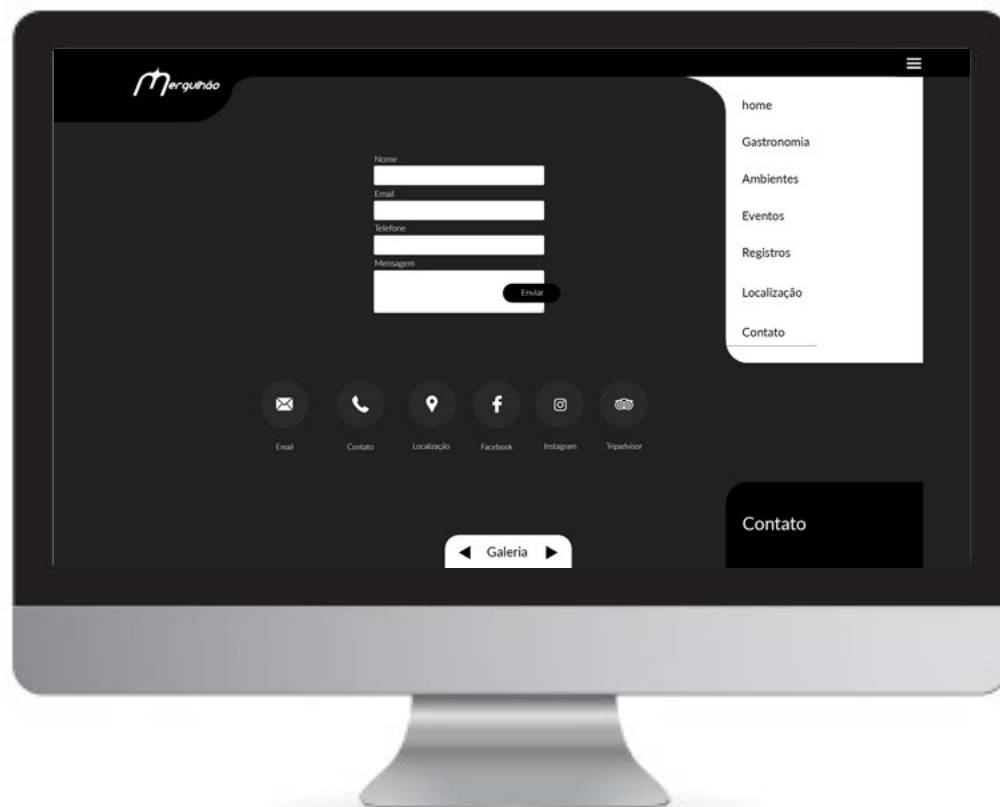 Mergulhão
home
Gastronomia
Ambientes
Eventos
Registros
Localização
Contato
Nome
Email
Telefone
Mensagem
Enviar
Email Contato Localização Facebook Instagram Tripadvisor
Contato
Galeria